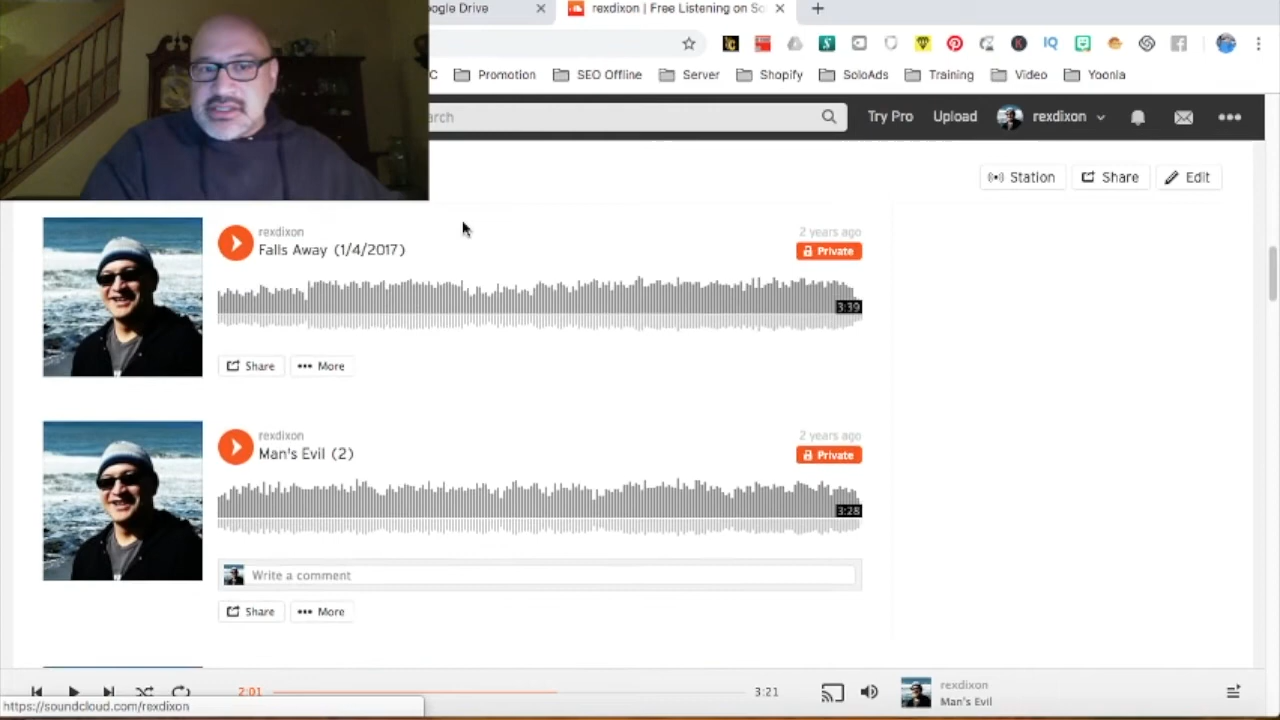 ogle Drive
rexdixon | Free Listening on So
C Promotion SEO Offline Server Shopify SoloAds Training Video Yoonla
arch
Try Pro Upload rexdixon
Station Share Edit
rexdixon
2 years ago
Falls Away (1/4/2017)
Private
3:39
Share More
rexdixon
2 years ago
Man's Evil (2)
Private
3:28
Write a comment
Share More
2:01
3:21
rexdixon
Man's Evil
https://soundcloud.com/rexdixon